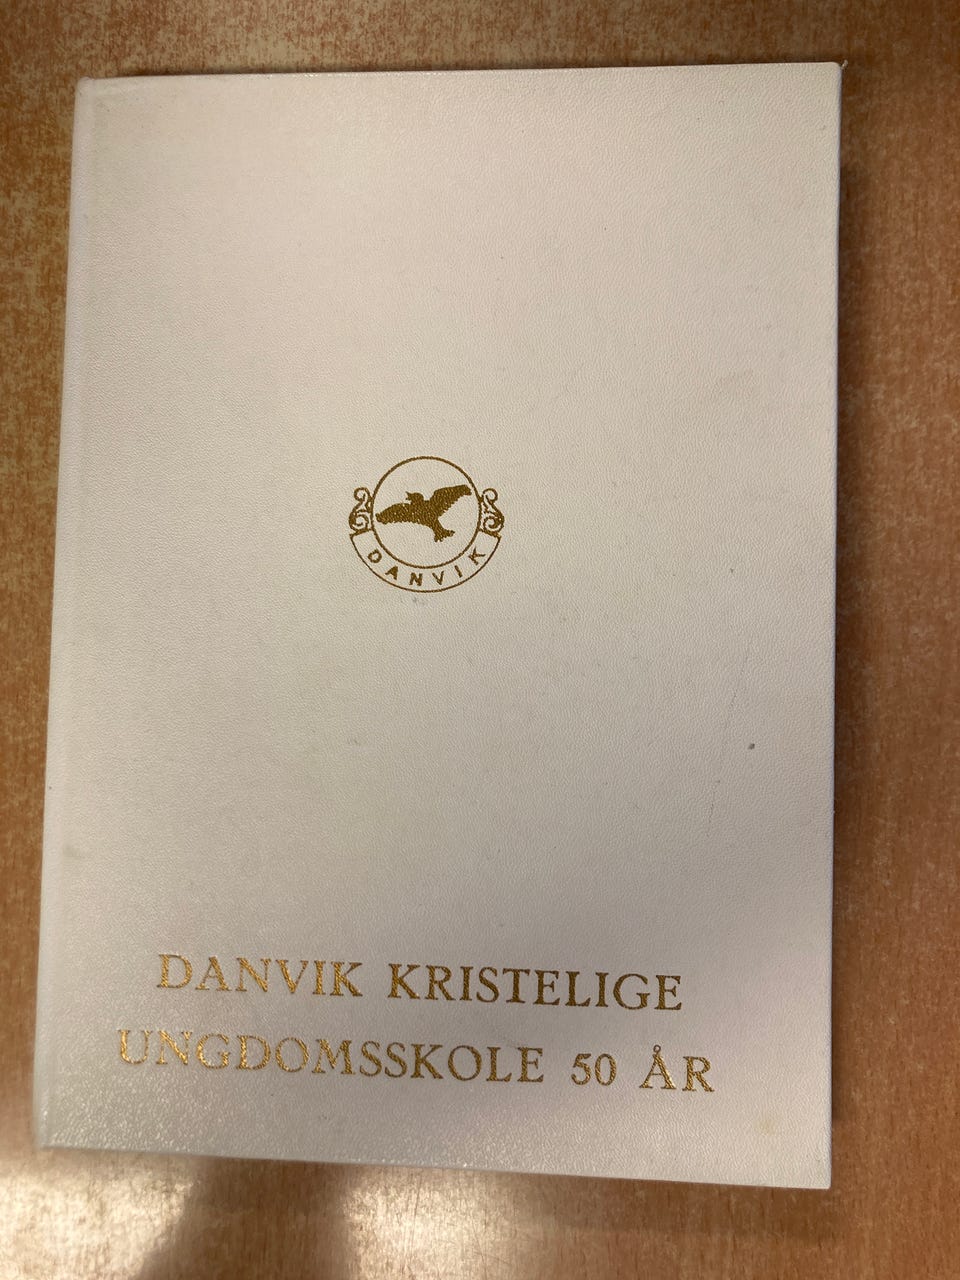 DANVIK
DANVIK KRISTELIGE
UNGDOMSSKOLE 50 ÅR